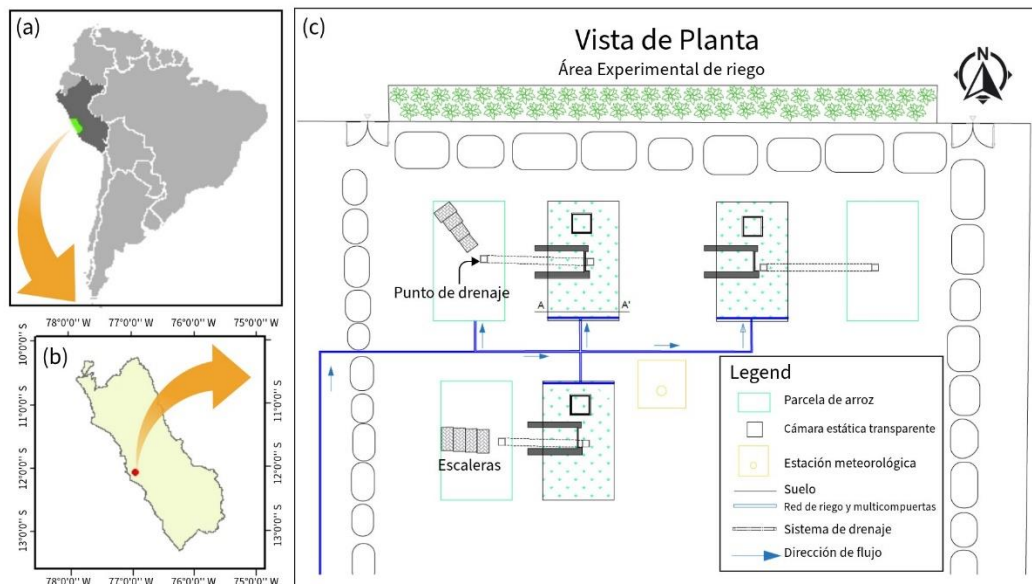 (a)
(b)
78°0'0" W 77°0'0" W 76°0'0" W 75°0'0" W
10°0'0" S
11°0'0" S
12°0'0" S
13°0'0" S
10°0'0" S
11°0'0" S
12°0'0" S
13°0'0" S
78°0'0" W 77°0'0" W 76°0'0" W 75°0'0" W
(c)
Vista de Planta
Área Experimental de riego
N
Punto de drenaje
A A'
Escaleras
Legend
Parcela de arroz
Cámara estática transparente
Estación meteorológica
Suelo
Red de riego y multicompuertas
Sistema de drenaje
Dirección de flujo